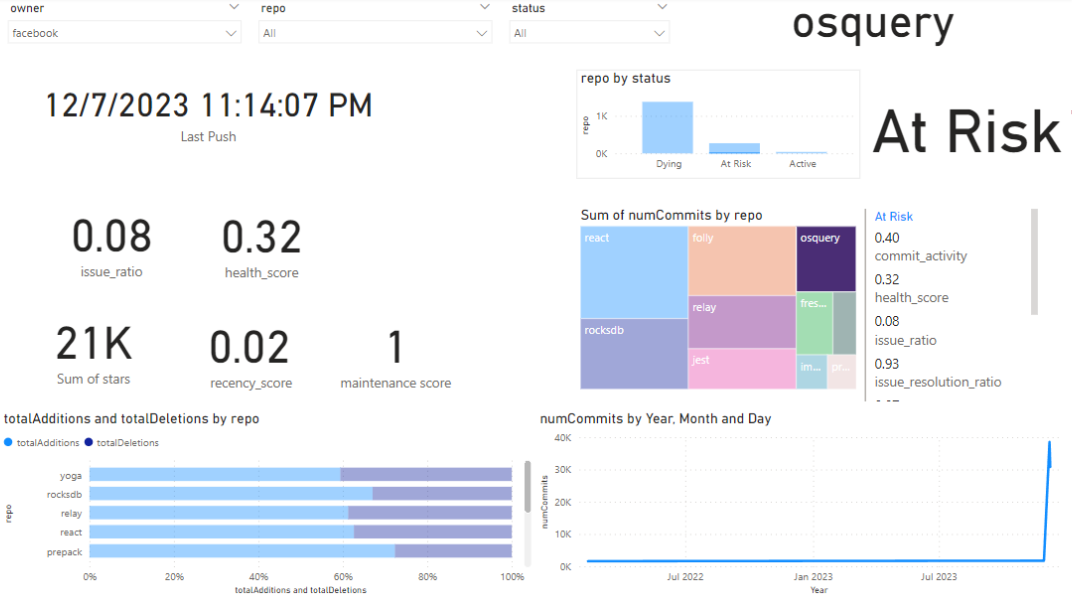 owner
facebook
repo
All
status
All
osquery
12/7/2023 11:14:07 PM
Last Push
repo by status
repo
1K
0K
Dying
At Risk
Active
At Risk
0.08
issue_ratio
0.32
health_score
21K
Sum of stars
0.02
recency_score
1
maintenance score
Sum of numCommits by repo
react
rocksdb
folly
relay
jest
osquery
fres...
im...
pr...
At Risk
0.40
commit_activity
0.32
health_score
0.08
issue_ratio
0.93
issue_resolution_ratio
totalAdditions and totalDeletions by repo
totalAdditions totalDeletions
repo
yoga
rocksdb
relay
react
prepack
0% 20% 40% 60% 80% 100%
totalAdditions and totalDeletions
numCommits by Year, Month and Day
numCommits
40K
30K
20K
10K
0K
Jul 2022 Jan 2023 Jul 2023
Year